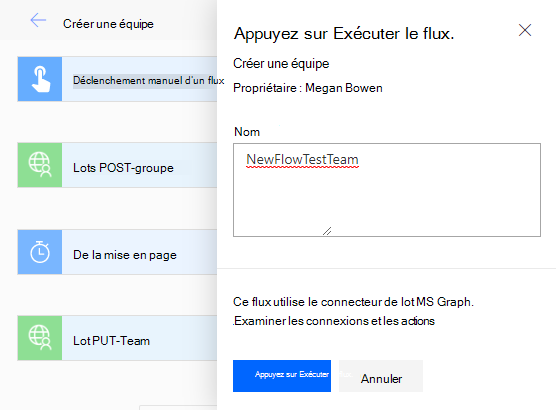 Créer une équipe
Déclenchement manuel d'un flux
Lots POST-groupe
De la mise en page
Lot PUT-Team
Appuyez sur Exécuter le flux.
Créer une équipe
Propriétaire : Megan Bowen
Nom
NewFlowTestTeam
Ce flux utilise le connecteur de lot MS Graph.
.Examiner les connexions et les actions
Appuyez sur Exécuter
Annuler